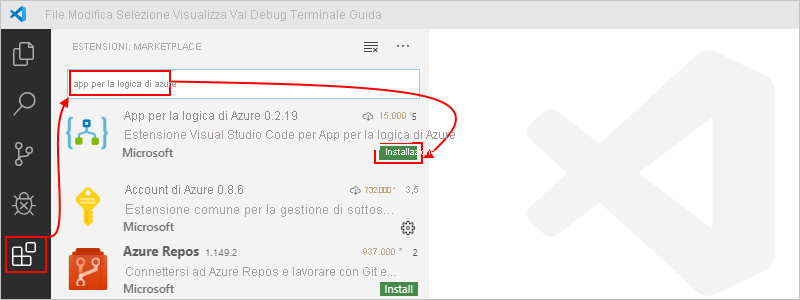 File Modifica Selezione Visualizza Vai Debug Terminale Guida
ESTENSIONI: MARKETPLACE
app per la logica di azure
App per la logica di Azure 0.2.19 15.000 5
Estensione Visual Studio Code per App per la logica di Azure
Microsoft Installazione
Account di Azure 0.8.6 732.000 3,5
Estensione comune per la gestione di sottos...
Microsoft
Azure Repos 1.149.2 937.000 2
Connettersi ad Azure Repos e lavorare con Git e...
Microsoft Install